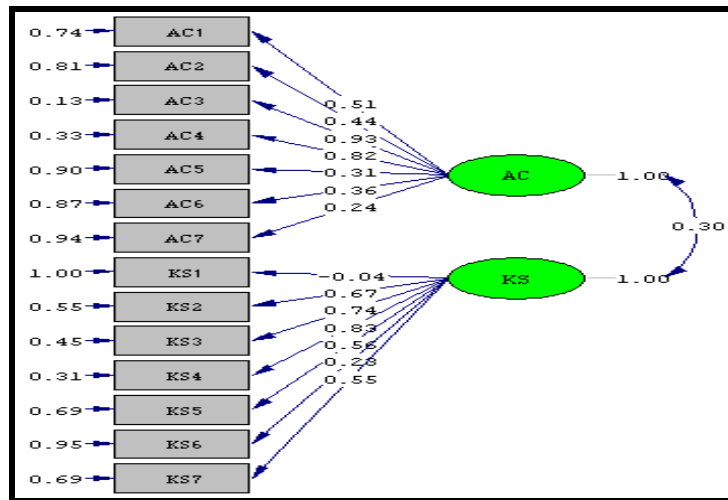 0.74 AC1
0.81 AC2
0.13 AC3
0.33 AC4
0.90 AC5
0.87 AC6
0.94 AC7
1.00 KS1
0.55 KS2
0.45 KS3
0.31 KS4
0.69 KS5
0.95 KS6
0.69 KS7
0.51
0.44
0.93
0.82
0.31
0.36
0.24
-0.04
0.67
0.74
0.83
0.56
0.23
0.55
AC 1.00
KS 1.00
0.30